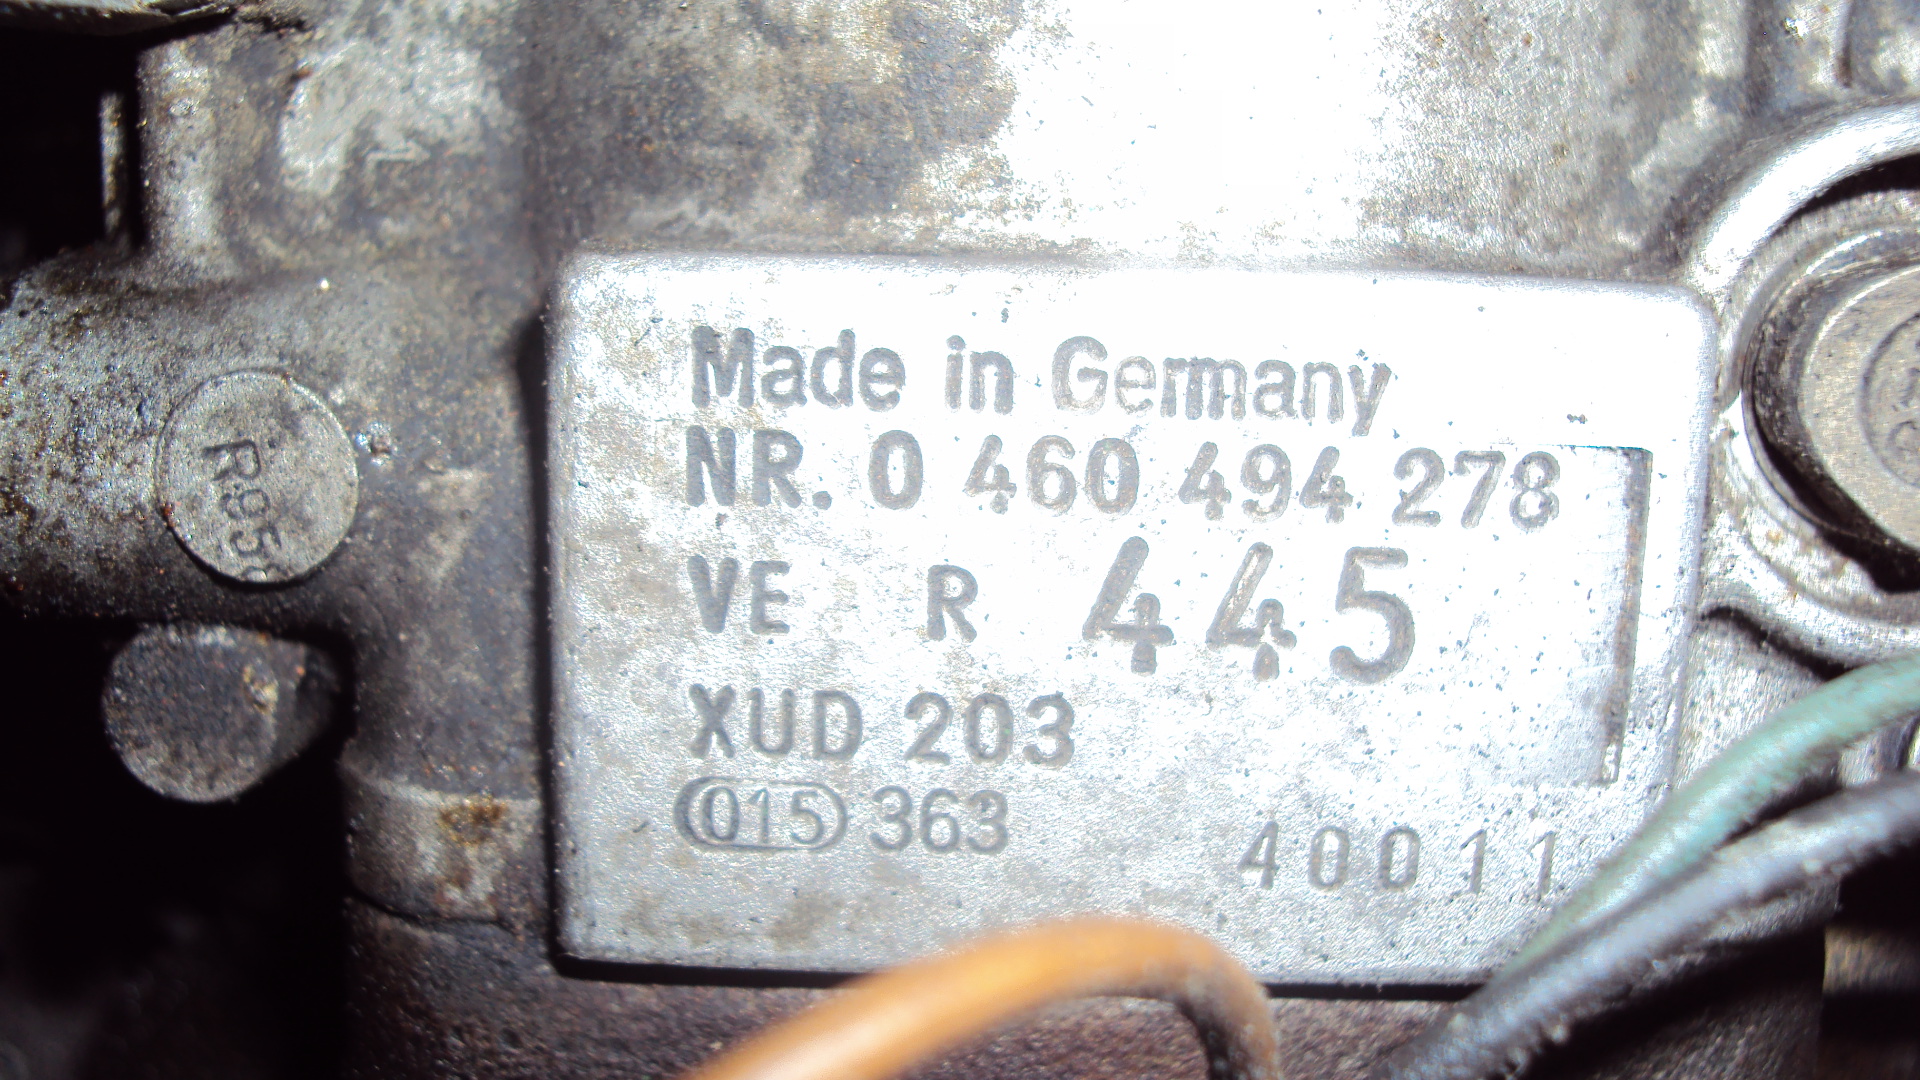 Made in Germany
NR. 0 460 494 278
VE R 445
XUD 203
015 363
40011